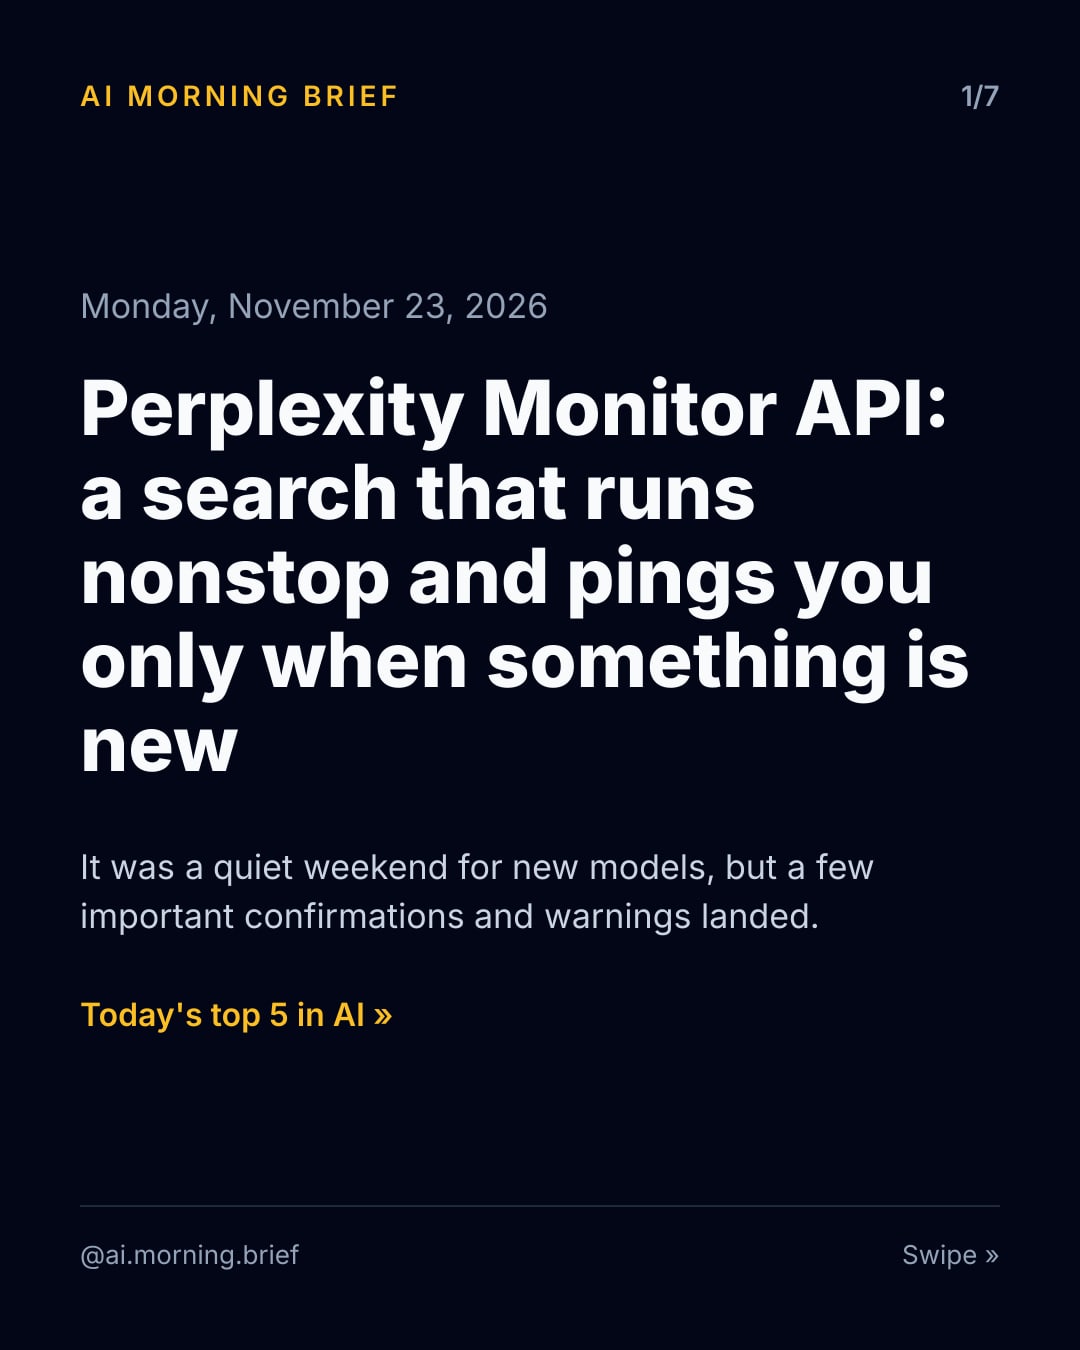 AI MORNING BRIEF
1/7
Monday, November 23, 2026
Perplexity Monitor API:
a search that runs
nonstop and pings you
only when something is
new
It was a quiet weekend for new models, but a few
important confirmations and warnings landed.
Today's top 5 in AI »
@ai.morning.brief
Swipe »